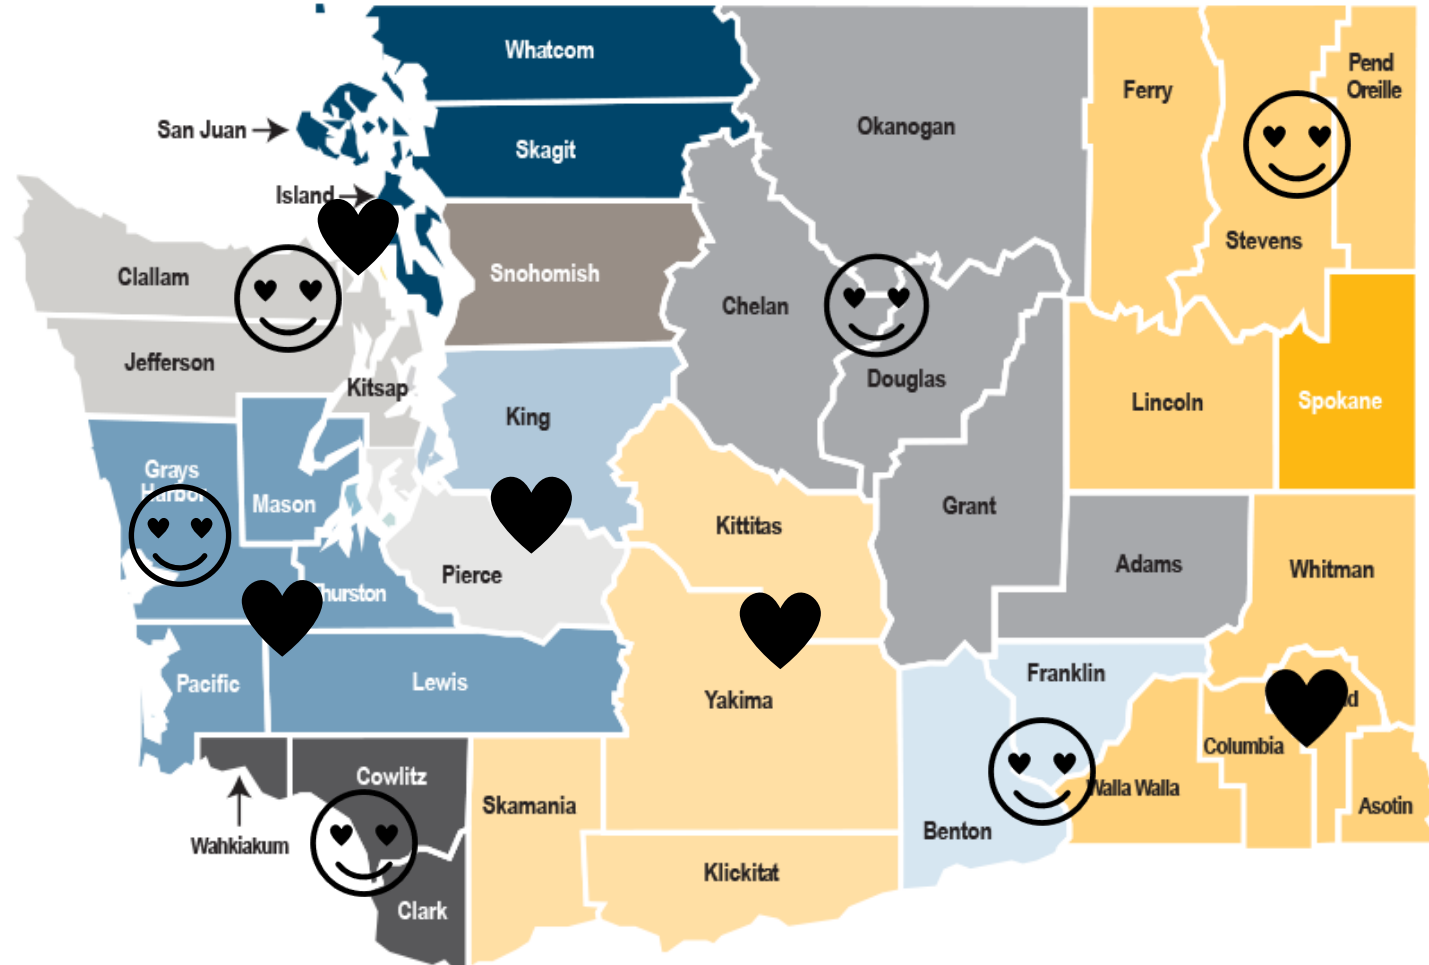 Whatcom
San Juan
Skagit
Island
Snohomish
Clallam
Jefferson
Kitsap
King
Grays
Harbor
Mason
Thurston
Pierce
Pacific
Lewis
Cowlitz
Wahkiakum
Clark
Skamania
Klickitat
Yakima
Kittitas
Chelan
Douglas
Okanogan
Grant
Adams
Franklin
Benton
Walla Walla
Columbia
Asotin
Whitman
Lincoln
Spokane
Ferry
Stevens
Pend
Oreille